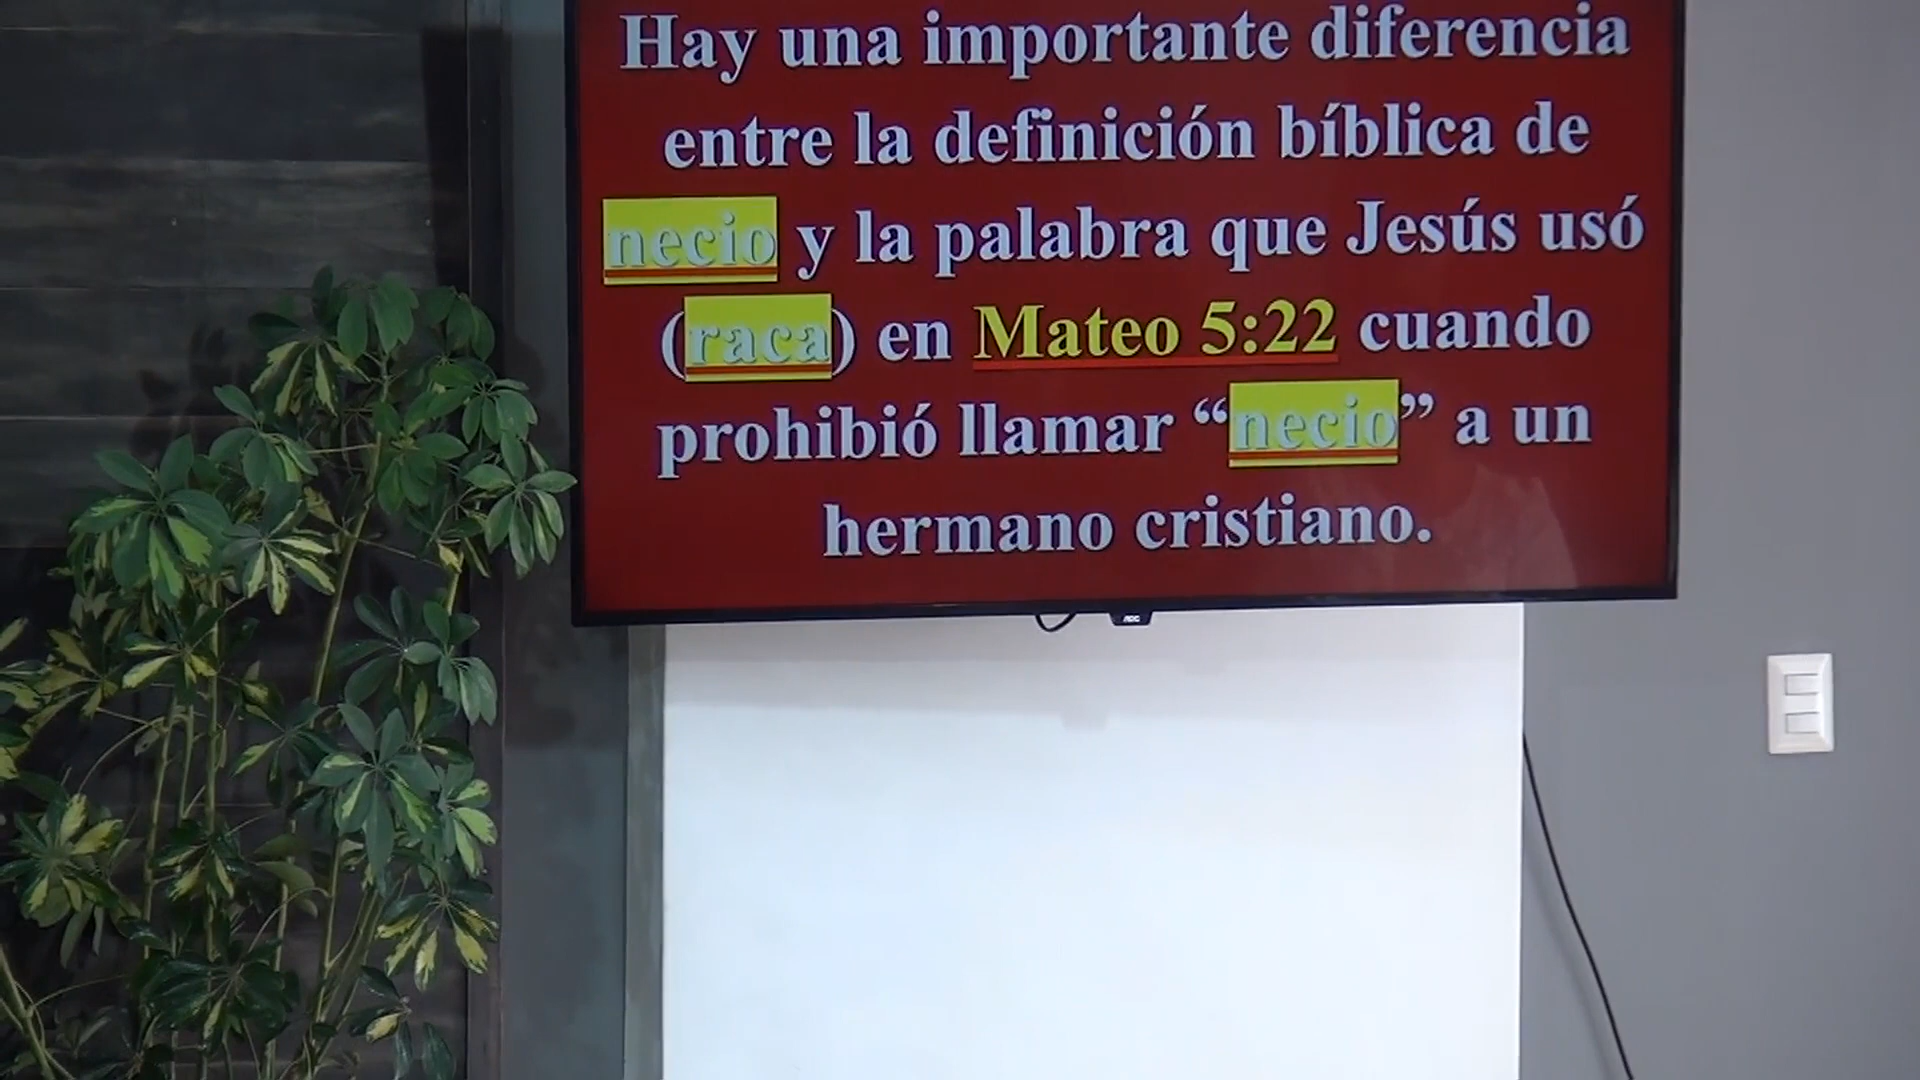 Hay una importante diferencia
entre la definición bíblica de
necio y la palabra que Jesús usó
(raca) en Mateo 5:22 cuando
prohibió llamar “necio” a un
hermano cristiano.
AOC